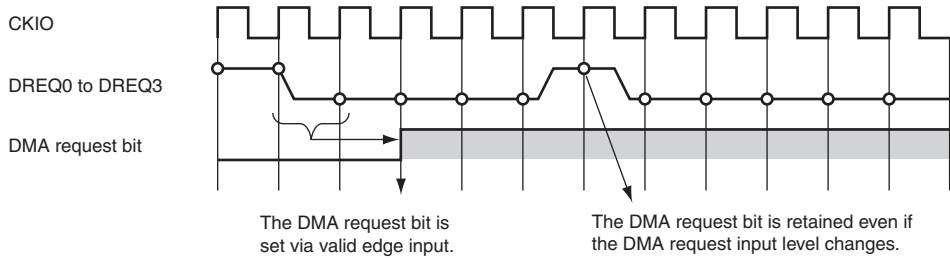 CKIO
DREQ0 to DREQ3
DMA request bit
The DMA request bit is
set via valid edge input.
The DMA request bit is retained even if
the DMA request input level changes.